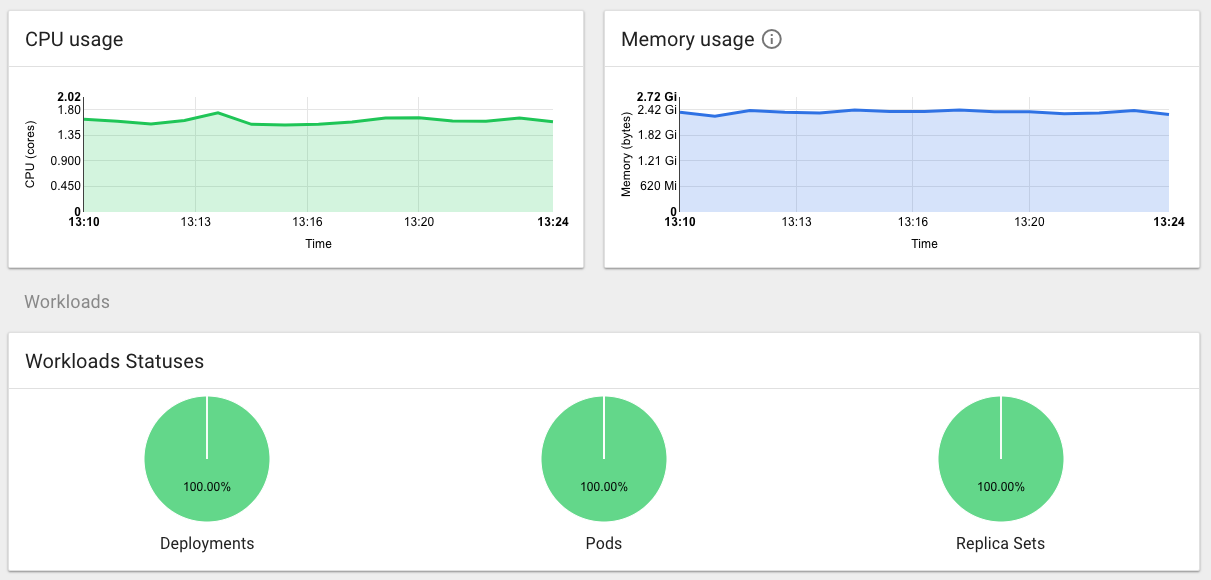 CPU usage
CPU (cores)
2.02
1.80
1.35
0.900
0.450
0
13:10
13:13
13:16
13:20
13:24
Time
Memory usage
Memory (bytes)
2.72 Gi
2.42 Gi
1.82 Gi
1.21 Gi
620 Mi
0
13:10
13:13
13:16
13:20
13:24
Time
Workloads
Workloads Statuses
100.00%
Deployments
100.00%
Pods
100.00%
Replica Sets